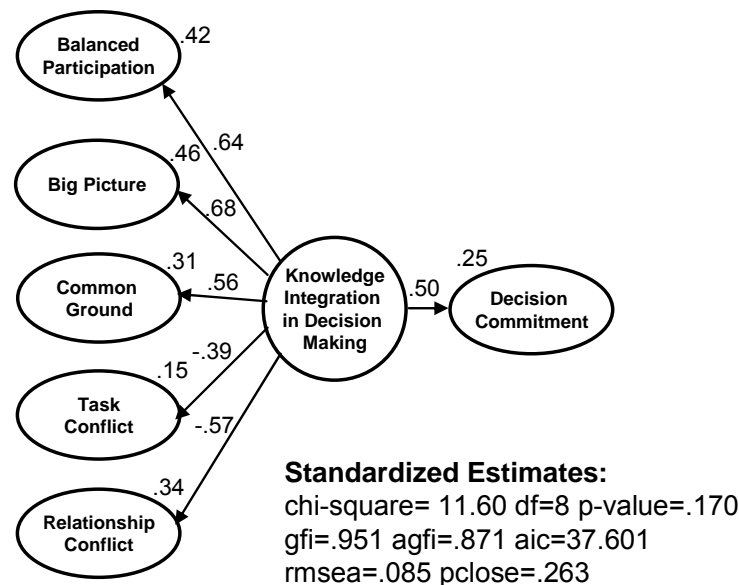 .42
Balanced
Participation
.64
.46
Big Picture
.68
.31
Common
Ground
.56
Knowledge
Integration
in Decision
Making
.50
.25
Decision
Commitment
-.39
.15
Task
Conflict
-.57
.34
Relationship
Conflict
Standardized Estimates:
chi-square= 11.60 df=8 p-value=.170
gfi=.951 agfi=.871 aic=37.601
rmsea=.085 pclose=.263